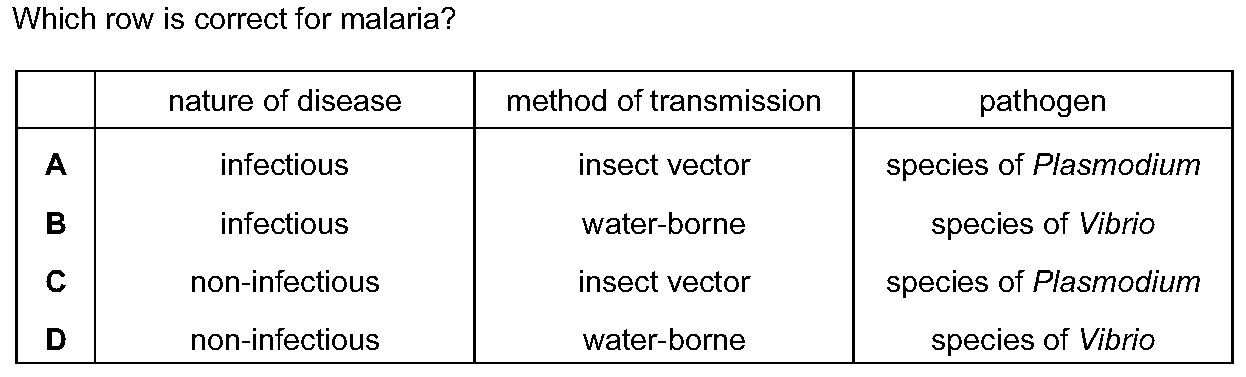 Which row is correct for malaria?
nature of disease method of transmission pathogen
A infectious insect vector species of Plasmodium
B infectious water-borne species of Vibrio
C non-infectious insect vector species of Plasmodium
D non-infectious water-borne species of Vibrio